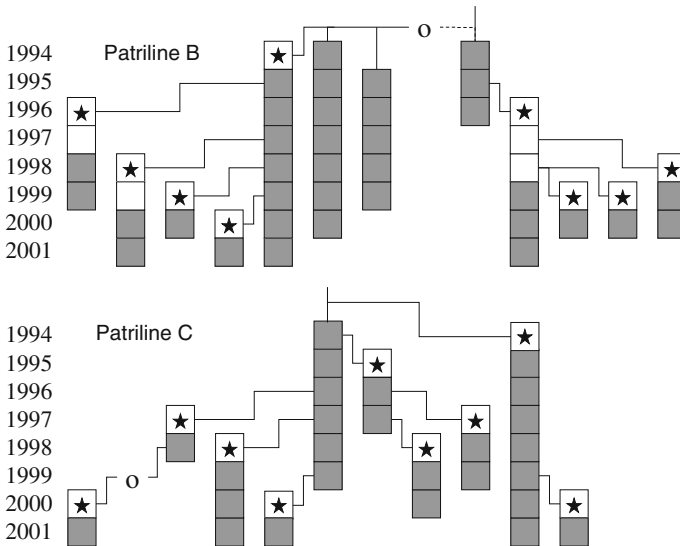 o
1994 Patriline B ★
1995
1996 ★ ★
1997
1998 ★ ★
1999 ★ ★ ★
2000 ★
2001
1994 Patriline C ★
1995 ★
1996
1997 ★ ★
1998 ★ ★
1999 o
2000 ★ ★ ★
2001